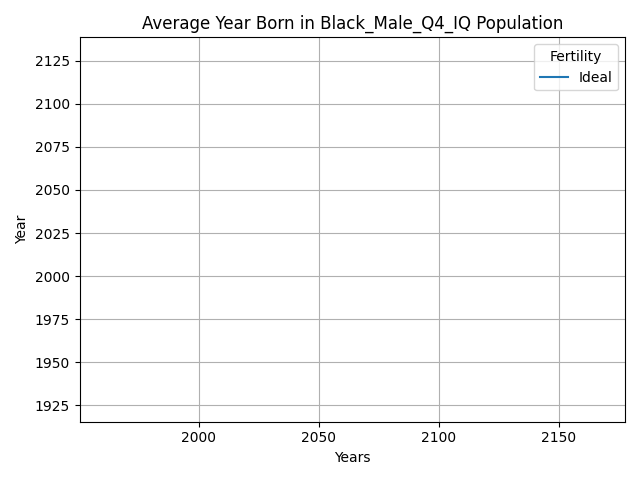 Average Year Born in Black_Male_Q4_IQ Population
Fertility
Ideal
2125
2100
2075
2050
2025
2000
1975
1950
1925
Year
2000 2050 2100 2150
Years